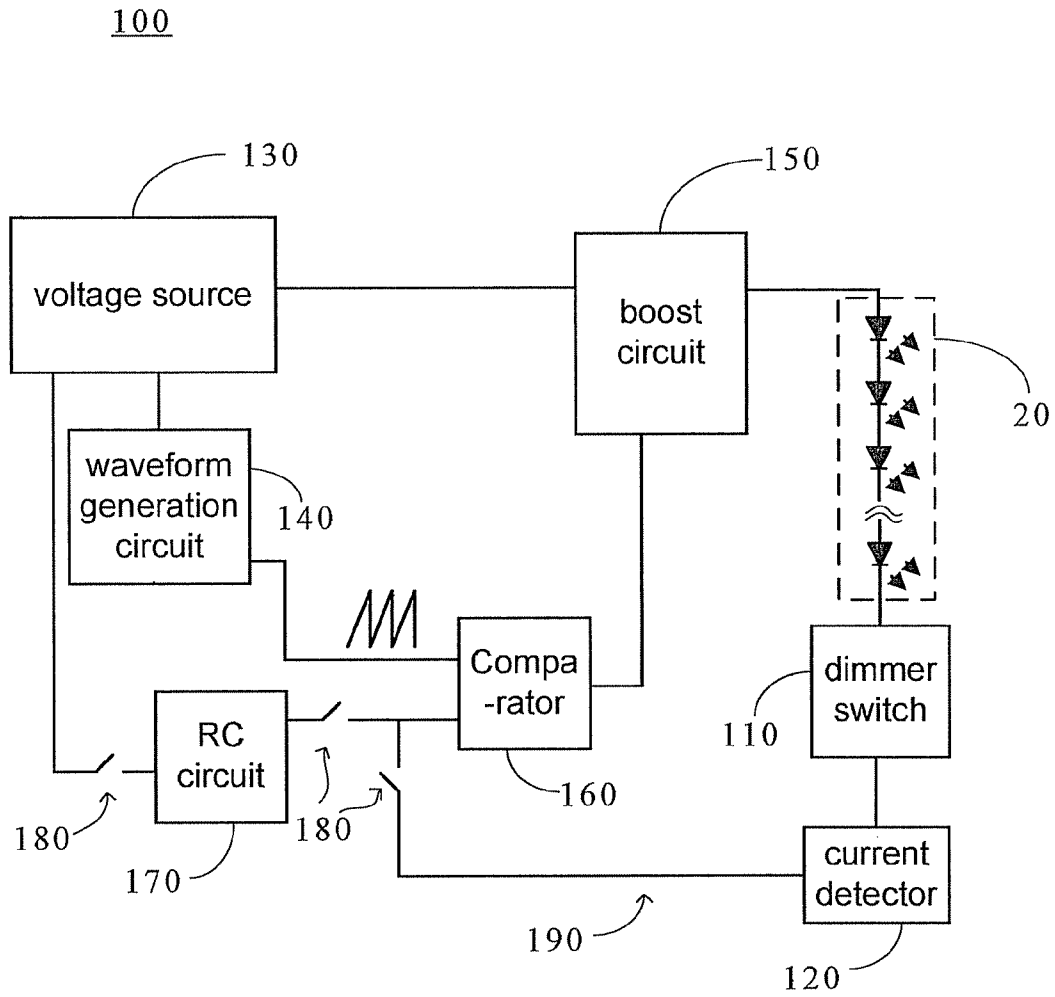 100
130
150
voltage source
boost
circuit
20
waveform
generation
circuit
140
Compa
-rator
dimmer
switch
110
RC
circuit
160
180
180
170
current
detector
190
120